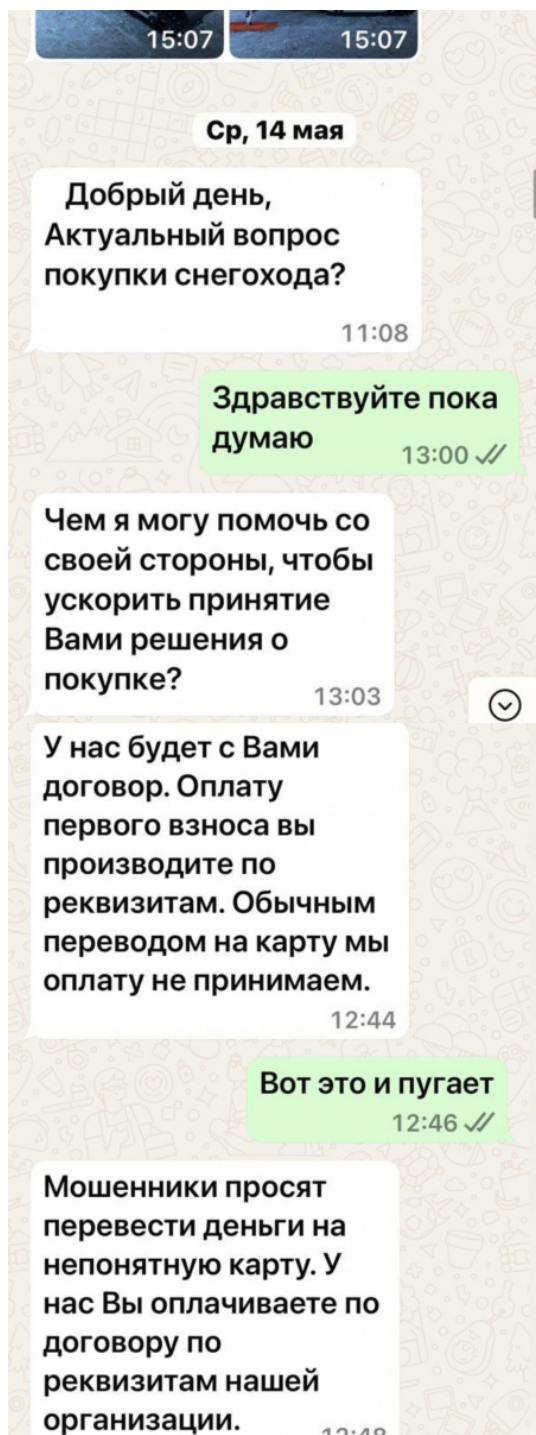 15:07 15:07
Ср, 14 мая
Добрый день,
Актуальный вопрос
покупки снегохода?
11:08
Здравствуйте пока
думаю
13:00
Чем я могу помочь со
своей стороны, чтобы
ускорить принятие
Вами решения о
покупке?
13:03
У нас будет с Вами
договор. Оплату
первого взноса вы
производите по
реквизитам. Обычным
переводом на карту мы
оплату не принимаем.
12:44
Вот это и пугает
12:46
Мошенники просят
перевести деньги на
непонятную карту. У
нас Вы оплачиваете по
договору по
реквизитам нашей
организации.
12:48